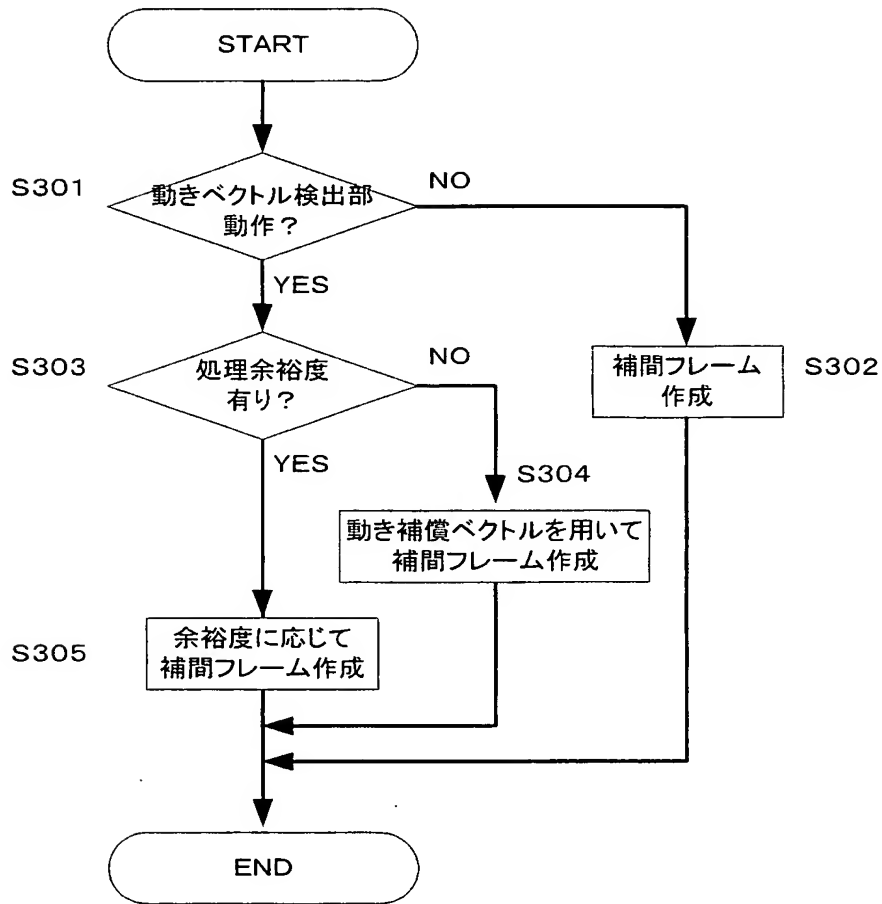 START
S301
動きベクトル検出部
動作？
NO
YES
S303
処理余裕度
有り？
NO
補間フレーム
作成
S302
YES
S304
動き補償ベクトルを用いて
補間フレーム作成
S305
余裕度に応じて
補間フレーム作成
END